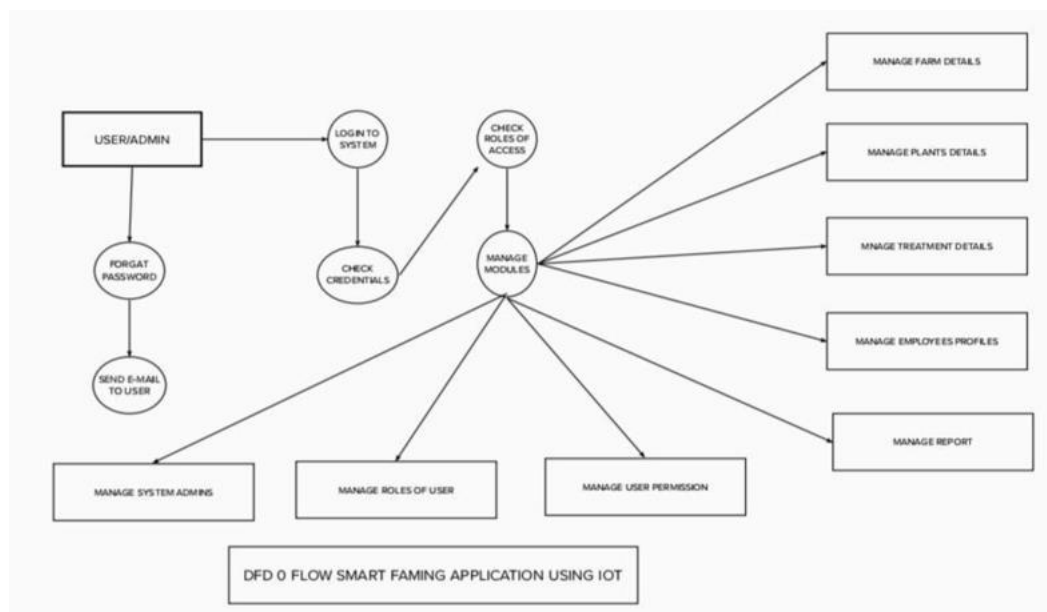 MANAGE FARM DETAILS
USER/ADMIN
LOGIN TO
SYSTEM
CHECK
ROLES OF
ACCESS
MANAGE PLANTS DETAILS
FORGAT
PASSWORD
CHECK
CREDENTIALS
MANAGE
MODULES
MNAGE TREATMENT DETAILS
MANAGE EMPLOYEES PROFILES
SEND E-MAIL
TO USER
MANAGE REPORT
MANAGE SYSTEM ADMINS
MANAGE ROLES OF USER
MANAGE USER PERMISSION
DFD 0 FLOW SMART FAMING APPLICATION USING IOT